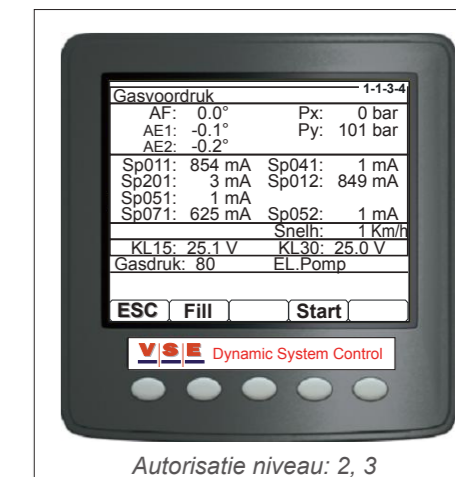 1-1-3-4
Gasvoordruk
AF: 0.0° Px: 0 bar
AE1: -0.1° Py: 101 bar
AE2: -0.2°
Sp011: 854 mA Sp041: 1 mA
Sp201: 3 mA Sp012: 849 mA
Sp051: 1 mA
Sp071: 625 mA Sp052: 1 mA
Snelh: 1 Km/h
KL15: 25.1 V KL30: 25.0 V
Gasdruk: 80 EL.Pomp
ESC Fill Start
VSE Dynamic System Control
Autorisatie niveau: 2, 3